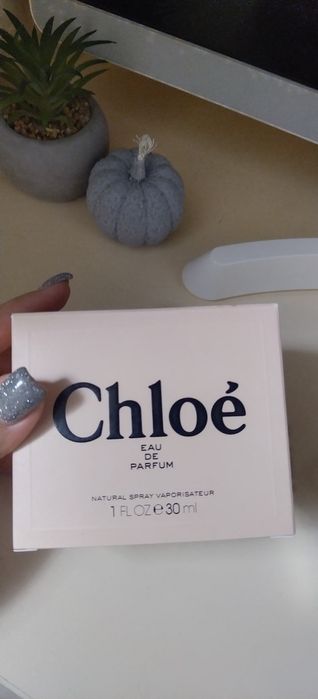 Chloé
EAU
DE
PARFUM
NATURAL SPRAY VAPORISATEUR
1 FL OZ ℮ 30 ml